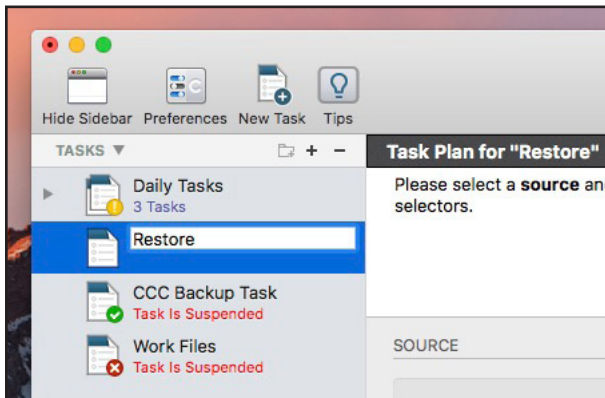 Hide Sidebar Preferences New Task Tips
TASKS ▼ + −
Task Plan for "Restore"
Daily Tasks
3 Tasks
Please select a source and
selectors.
Restore
CCC Backup Task
Task Is Suspended
Work Files
Task Is Suspended
SOURCE